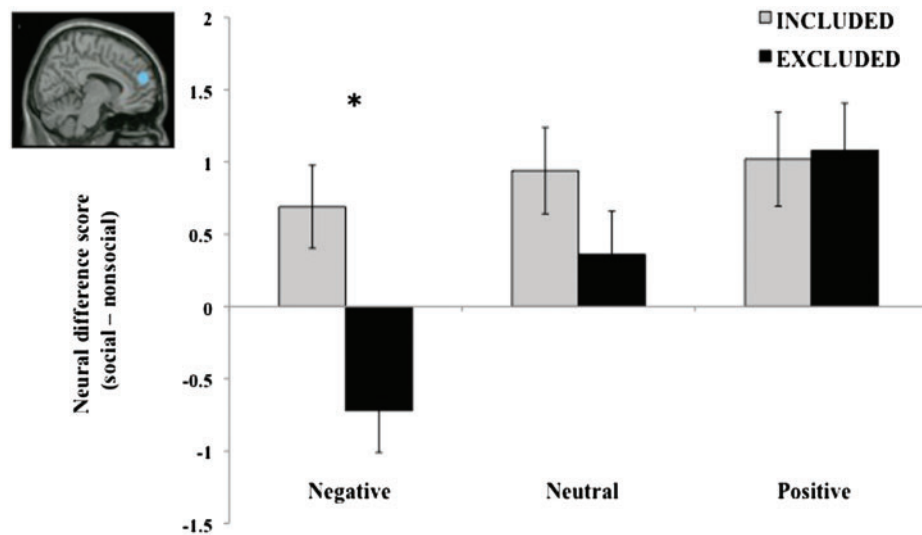 INCLUDED
EXCLUDED
*
Neural difference score
(social – nonsocial)
2
1.5
1
0.5
0
-0.5
-1
-1.5
Negative
Neutral
Positive